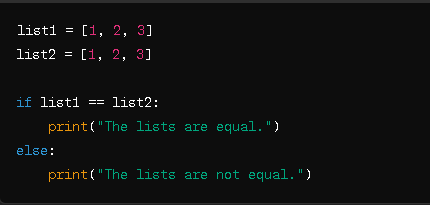 list1 = [1, 2, 3]
list2 = [1, 2, 3]

if list1 == list2:
    print("The lists are equal.")
else:
    print("The lists are not equal.")